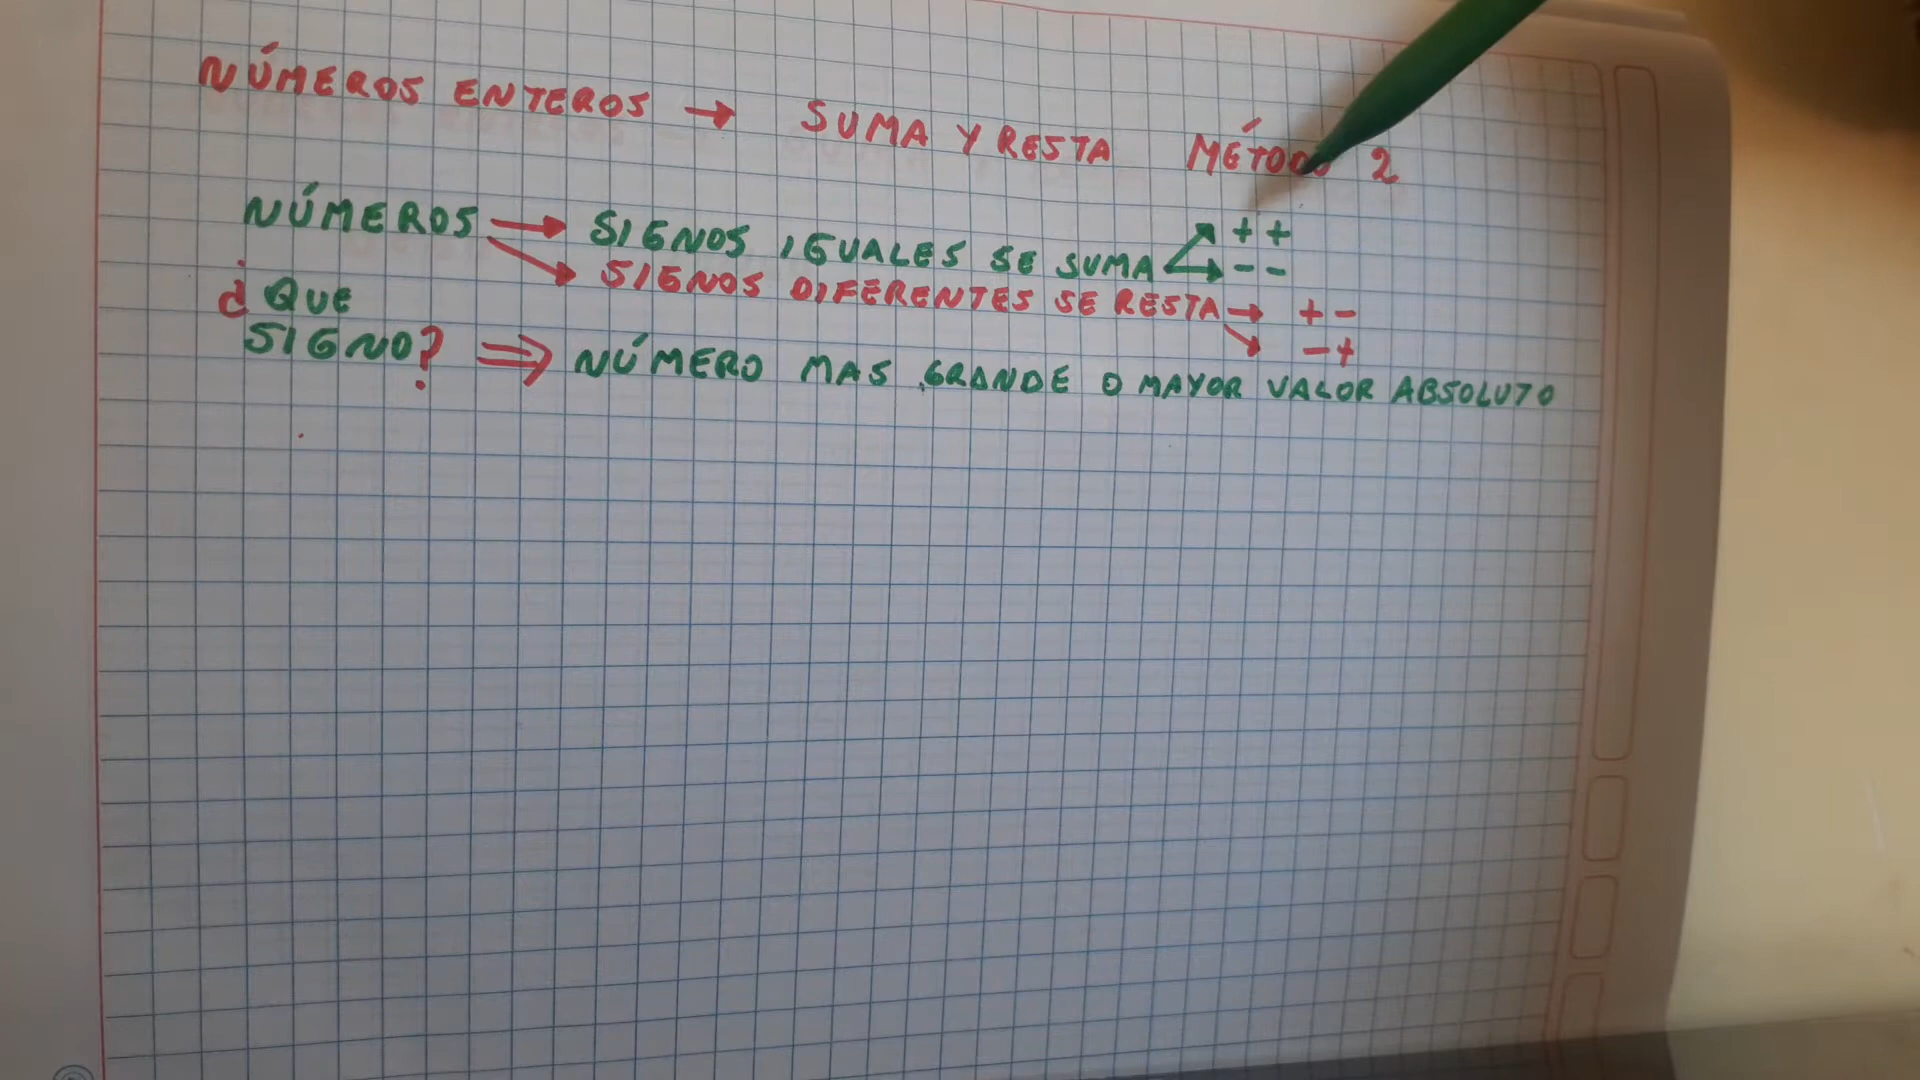 NÚMEROS ENTEROS → SUMA Y RESTA MÉTODO 2
NÚMEROS → SIGNOS IGUALES SE SUMA → + +
→ - -
→ SIGNOS DIFERENTES SE RESTA → + -
→ - +
¿QUE
SIGNO? ⇒ NÚMERO MAS GRANDE O MAYOR VALOR ABSOLUTO